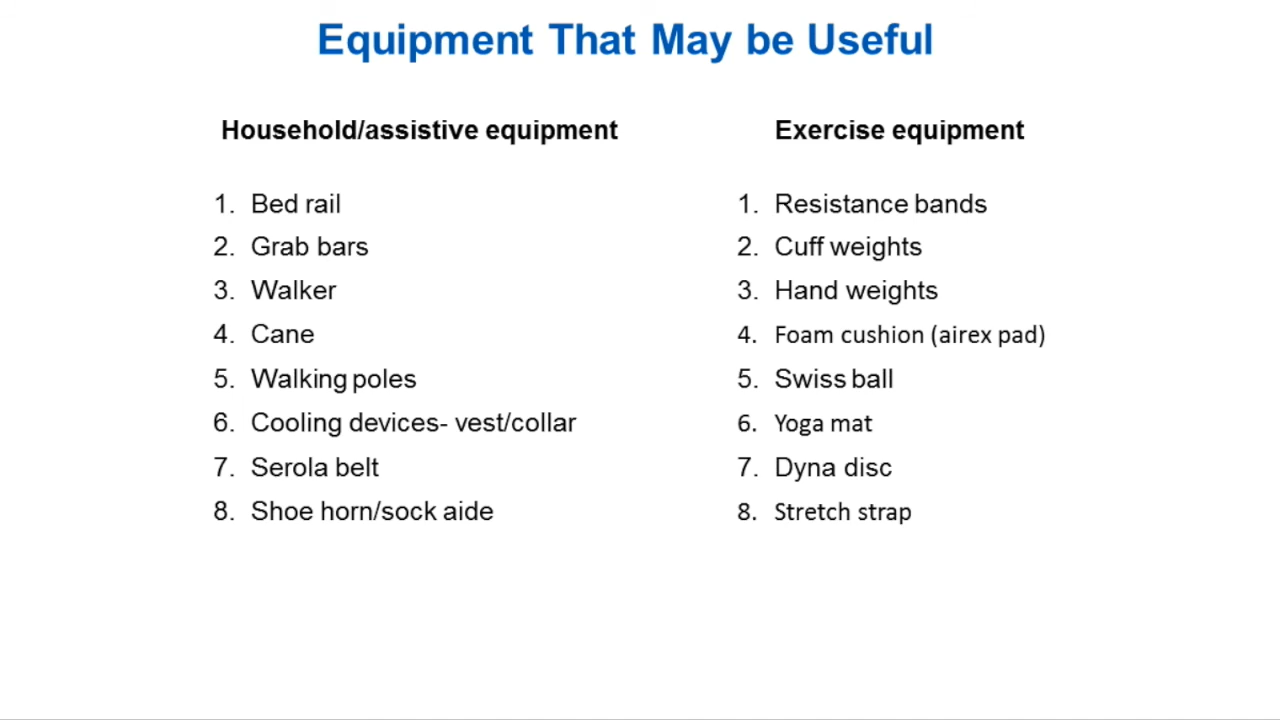 Equipment That May be Useful
Household/assistive equipment
1. Bed rail
2. Grab bars
3. Walker
4. Cane
5. Walking poles
6. Cooling devices- vest/collar
7. Serola belt
8. Shoe horn/sock aide
Exercise equipment
1. Resistance bands
2. Cuff weights
3. Hand weights
4. Foam cushion (airex pad)
5. Swiss ball
6. Yoga mat
7. Dyna disc
8. Stretch strap